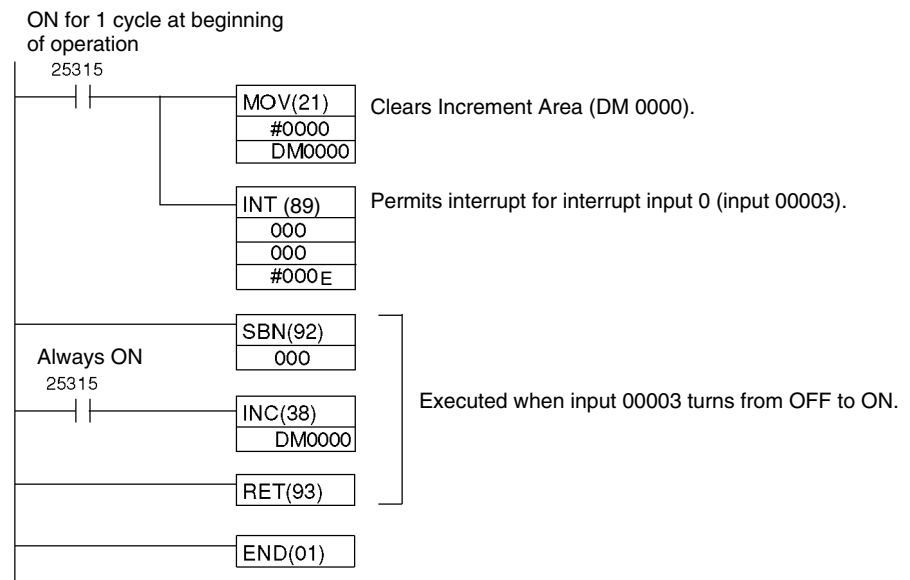 ON for 1 cycle at beginning
of operation
25315
MOV(21)
#0000
DM0000
Clears Increment Area (DM 0000).
INT (89)
000
000
#000E
Permits interrupt for interrupt input 0 (input 00003).
SBN(92)
000
Always ON
25315
INC(38)
DM0000
Executed when input 00003 turns from OFF to ON.
RET(93)
END(01)